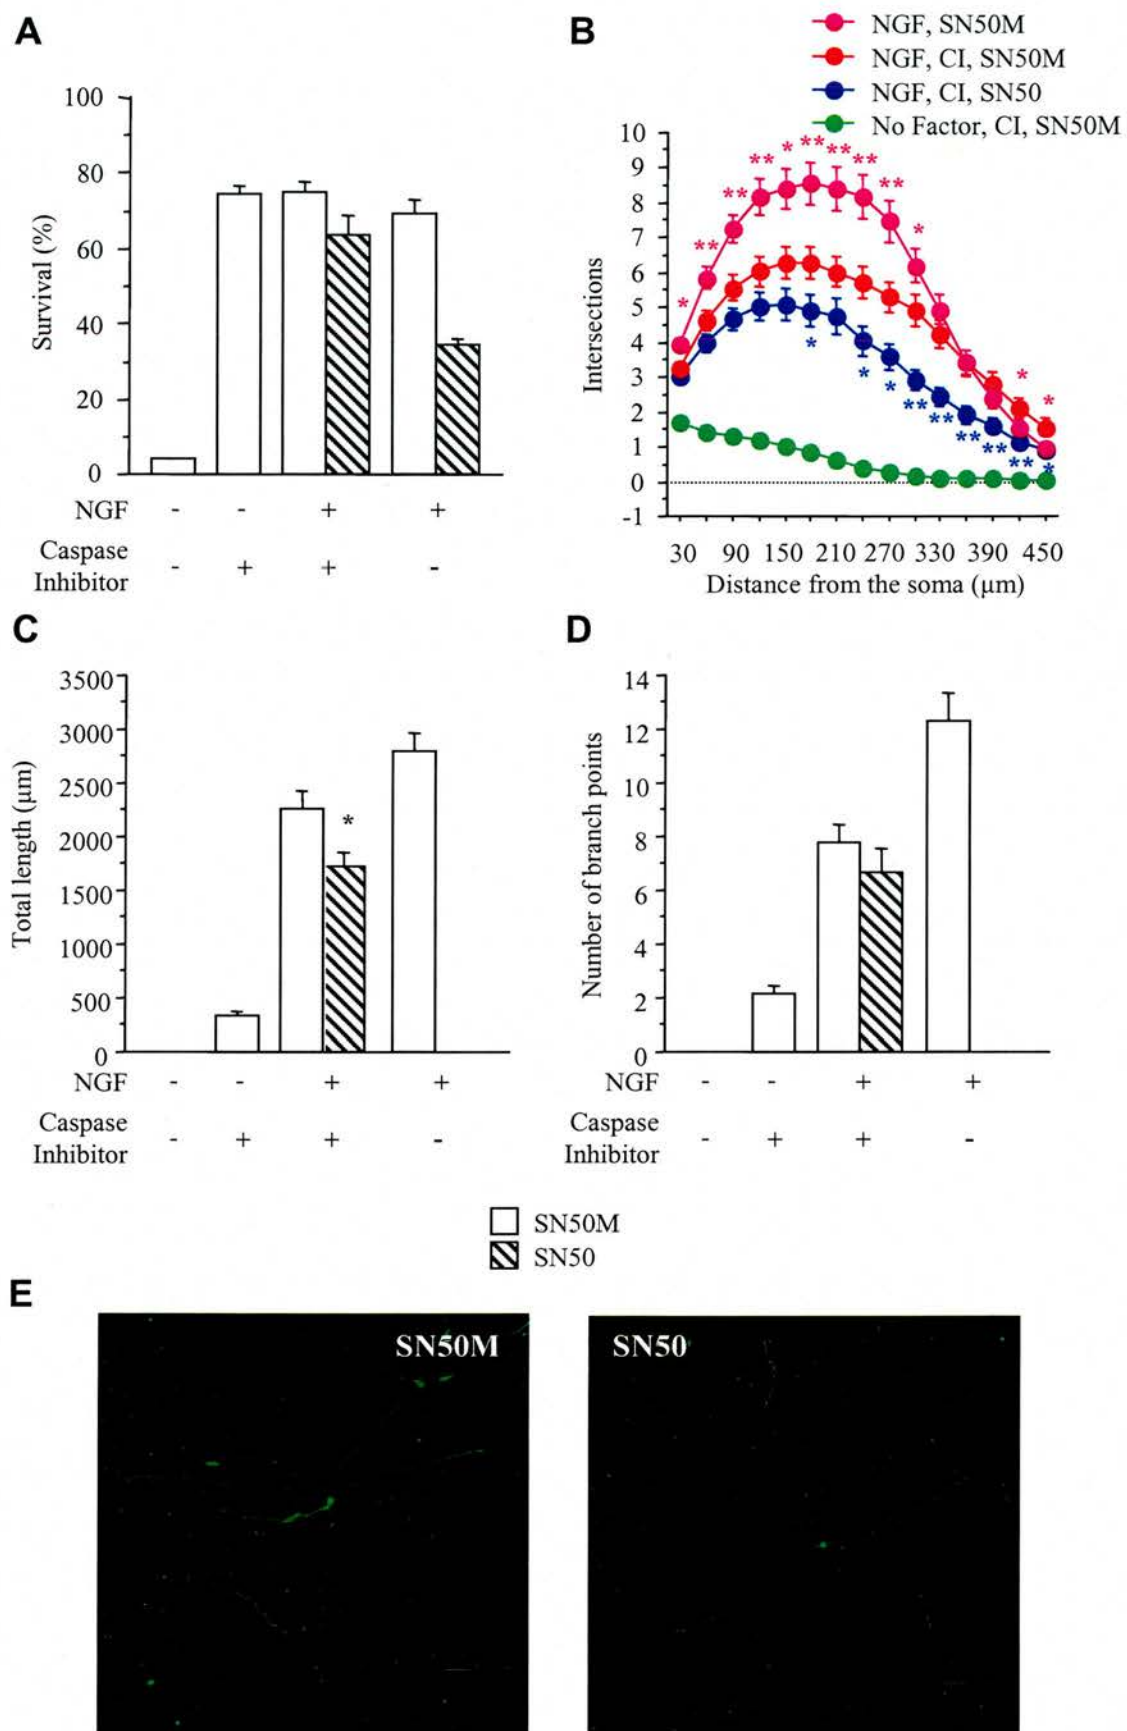 A
100
80
60
40
20
0
Survival (%)
NGF - - + +
Caspase
Inhibitor - + + -
B
NGF, SN50M
NGF, CI, SN50M
NGF, CI, SN50
No Factor, CI, SN50M
10
9
8
7
6
5
4
3
2
1
0
-1
Intersections
* ** ** ** * ** ** ** ** * * *
* * * ** ** ** ** ** *
30 90 150 210 270 330 390 450
Distance from the soma (µm)
C
3500
3000
2500
2000
1500
1000
500
0
Total length (µm)
*
NGF - - + +
Caspase
Inhibitor - + + -
D
14
12
10
8
6
4
2
0
Number of branch points
NGF - - + +
Caspase
Inhibitor - + + -
SN50M
SN50
E
SN50M
SN50